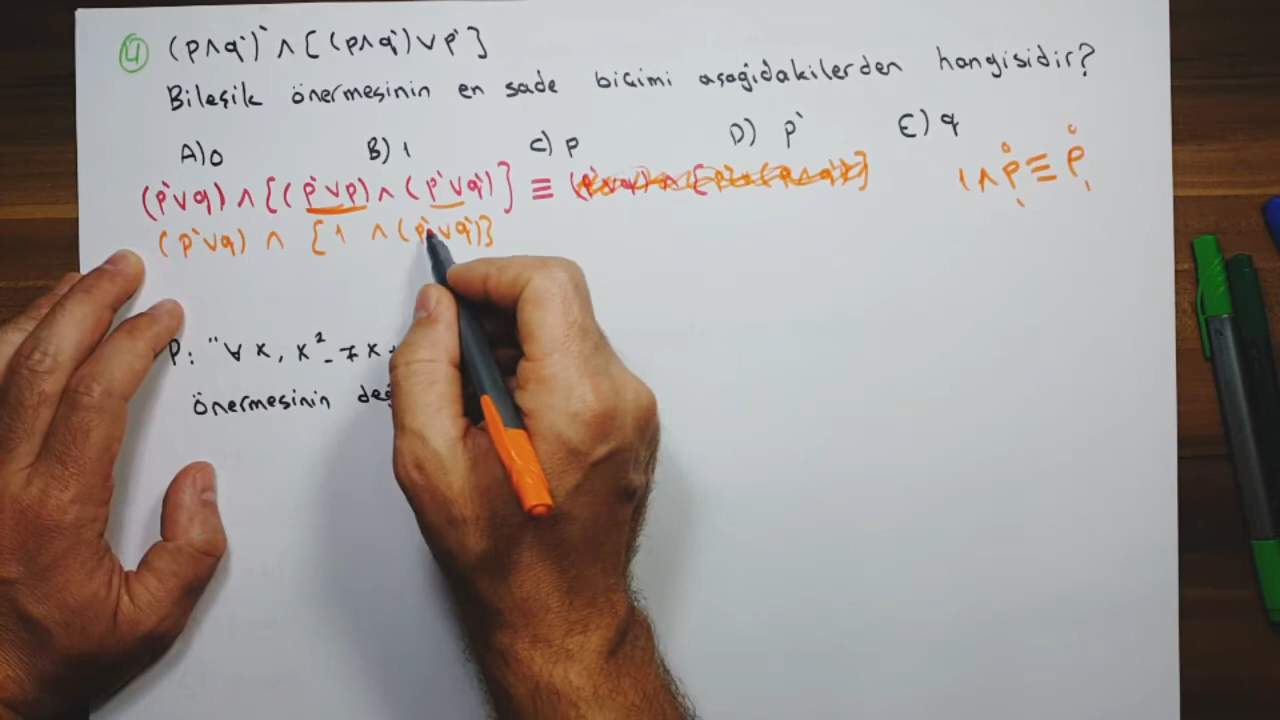 4 (p∧q')' ∧ [(p∧q')∨p']
Bileşik önermesinin en sade biçimi aşağıdakilerden hangisidir?
A) 0 B) 1 C) p D) p' E) q
(p'∨q) ∧ [(p'∨p)∧(p'∨q')] ≡
1∧p ≡ p
(p'∨q) ∧ [1 ∧(p'∨q')]
P: "∀x, x²-7x
önermesinin